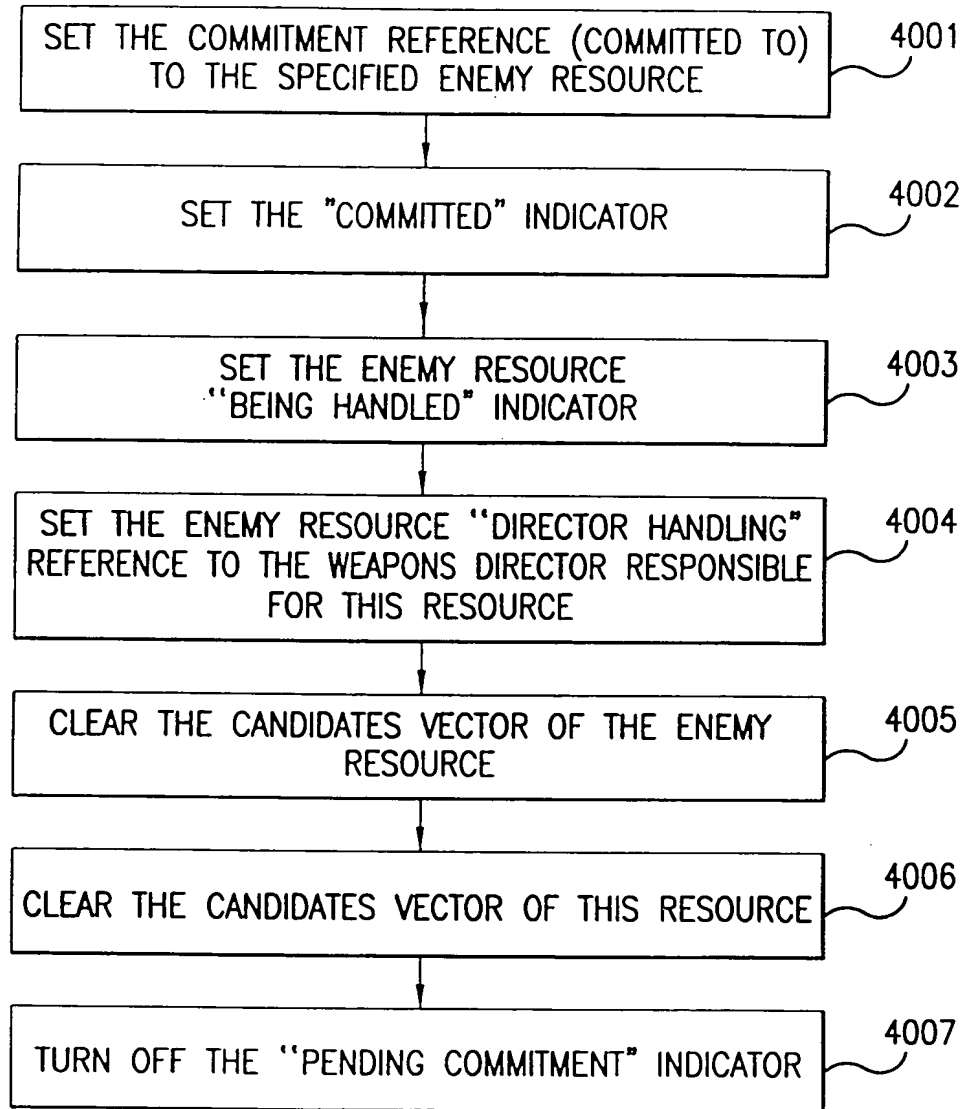 SET THE COMMITMENT REFERENCE (COMMITTED TO)
TO THE SPECIFIED ENEMY RESOURCE
4001
SET THE "COMMITTED" INDICATOR
4002
SET THE ENEMY RESOURCE
"BEING HANDLED" INDICATOR
4003
SET THE ENEMY RESOURCE "DIRECTOR HANDLING"
REFERENCE TO THE WEAPONS DIRECTOR RESPONSIBLE
FOR THIS RESOURCE
4004
CLEAR THE CANDIDATES VECTOR OF THE ENEMY
RESOURCE
4005
CLEAR THE CANDIDATES VECTOR OF THIS RESOURCE
4006
TURN OFF THE "PENDING COMMITMENT" INDICATOR
4007